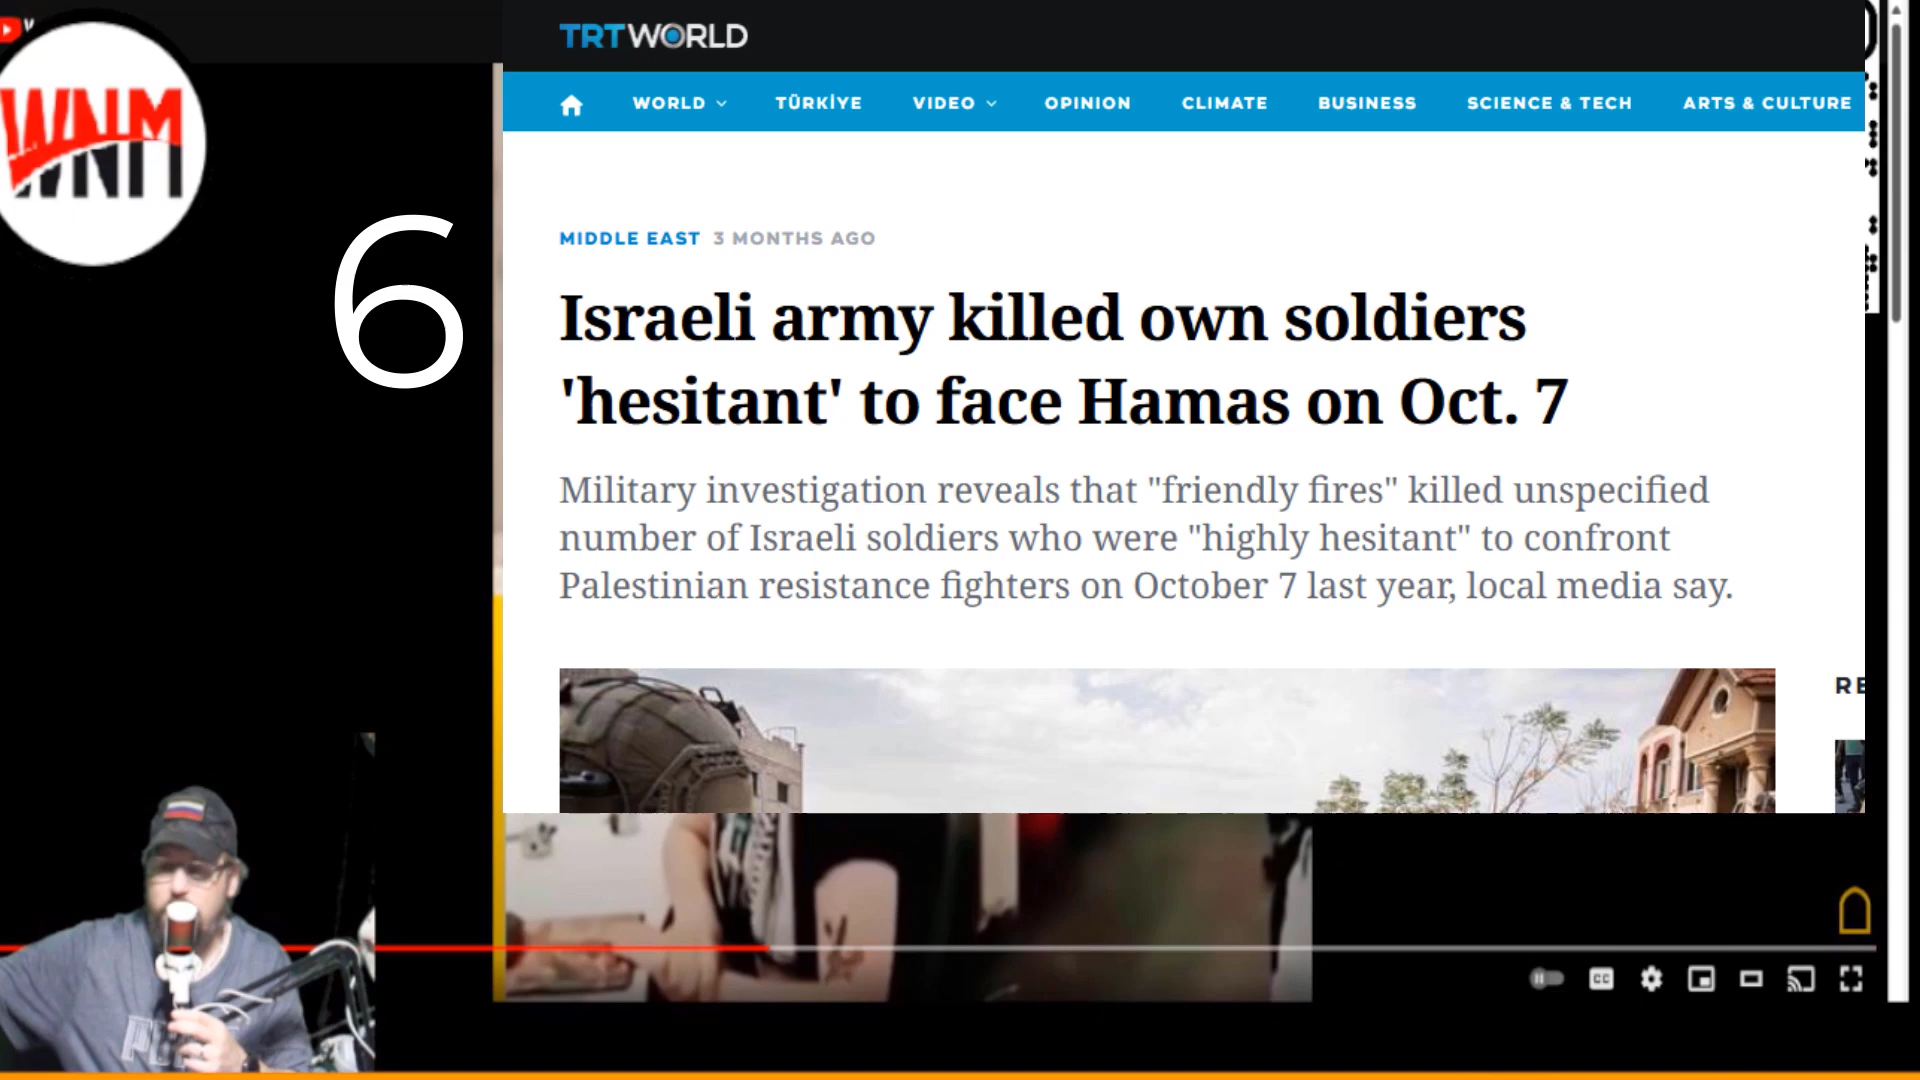 WNM
6
TRTWORLD
WORLD TÜRKİYE VIDEO OPINION CLIMATE BUSINESS SCIENCE & TECH ARTS & CULTURE
MIDDLE EAST 3 MONTHS AGO
Israeli army killed own soldiers
'hesitant' to face Hamas on Oct. 7
Military investigation reveals that "friendly fires" killed unspecified
number of Israeli soldiers who were "highly hesitant" to confront
Palestinian resistance fighters on October 7 last year, local media say.
RE
CC